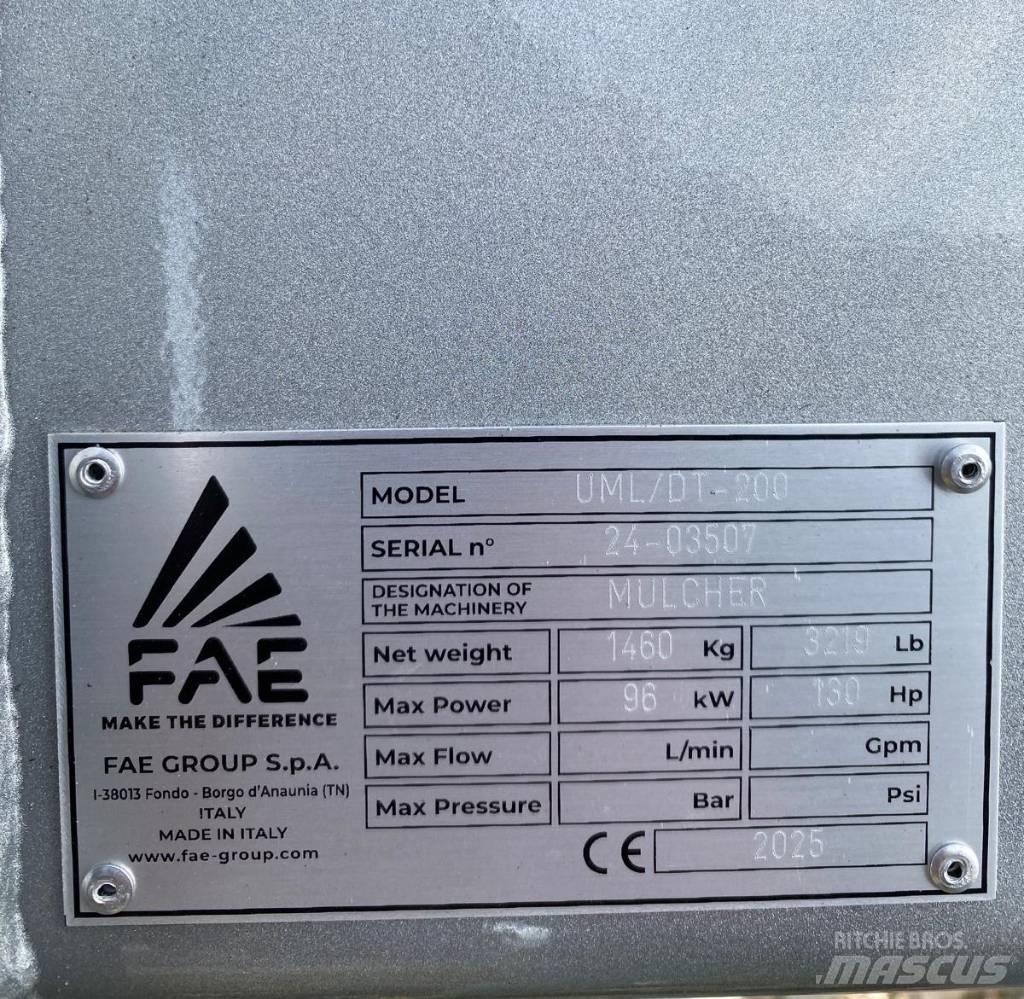 FAE
MAKE THE DIFFERENCE
FAE GROUP S.p.A.
I-38013 Fondo - Borgo d'Anaunia (TN)
ITALY
MADE IN ITALY
www.fae-group.com
MODEL UML/DT-200
SERIAL n° 24-03507
DESIGNATION OF
THE MACHINERY MULCHER
Net weight 1460 Kg 3219 Lb
Max Power 96 kW 130 Hp
Max Flow L/min Gpm
Max Pressure Bar Psi
CE 2025
RITCHIE BROS.
MASCUS